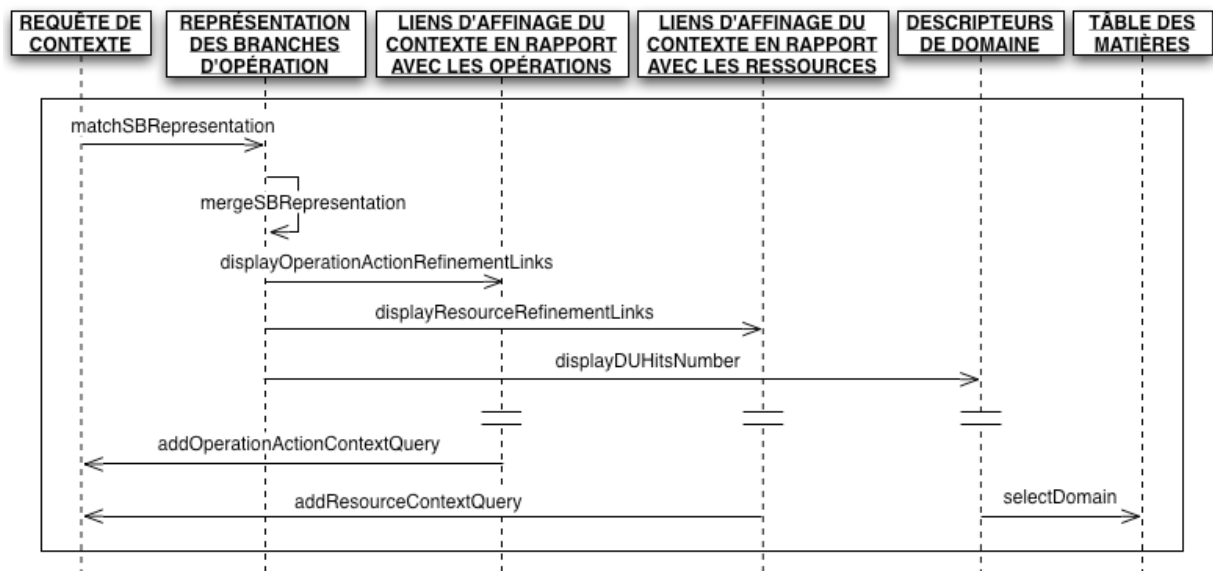 REQUÊTE DE
CONTEXTE
REPRÉSENTATION
DES BRANCHES
D'OPÉRATION
LIENS D'AFFINAGE DU
CONTEXTE EN RAPPORT
AVEC LES OPÉRATIONS
LIENS D'AFFINAGE DU
CONTEXTE EN RAPPORT
AVEC LES RESSOURCES
DESCRIPTEURS
DE DOMAINE
TÂBLE DES
MATIÈRES
matchSBRepresentation
mergeSBRepresentation
displayOperationActionRefinementLinks
displayResourceRefinementLinks
displayDUHitsNumber
addOperationActionContextQuery
addResourceContextQuery
selectDomain